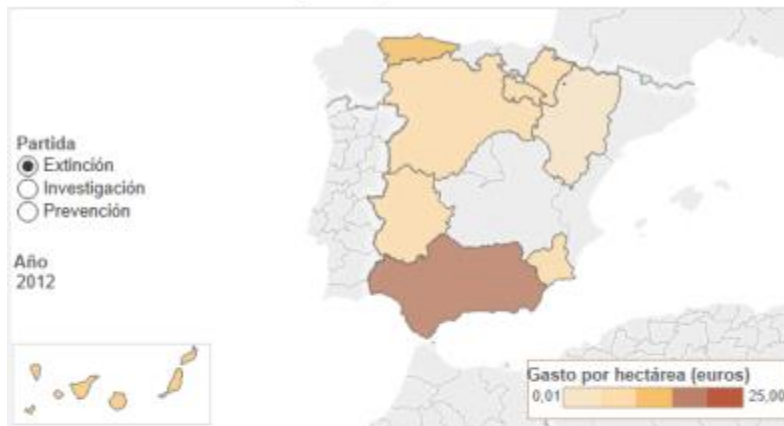 Partida
Extinción
Investigación
Prevención
Año
2012
Gasto por hectárea (euros)
0,01
25,00